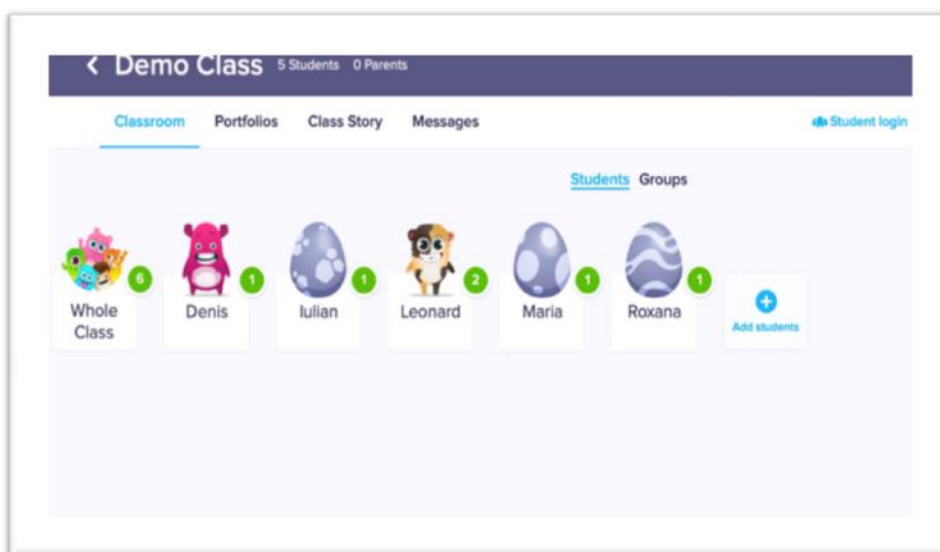 Demo Class 5 Students 0 Parents
Classroom Portfolios Class Story Messages Student login
Students Groups
6 1 1 2 1 1
Whole Class Denis Iulian Leonard Maria Roxana
Add students